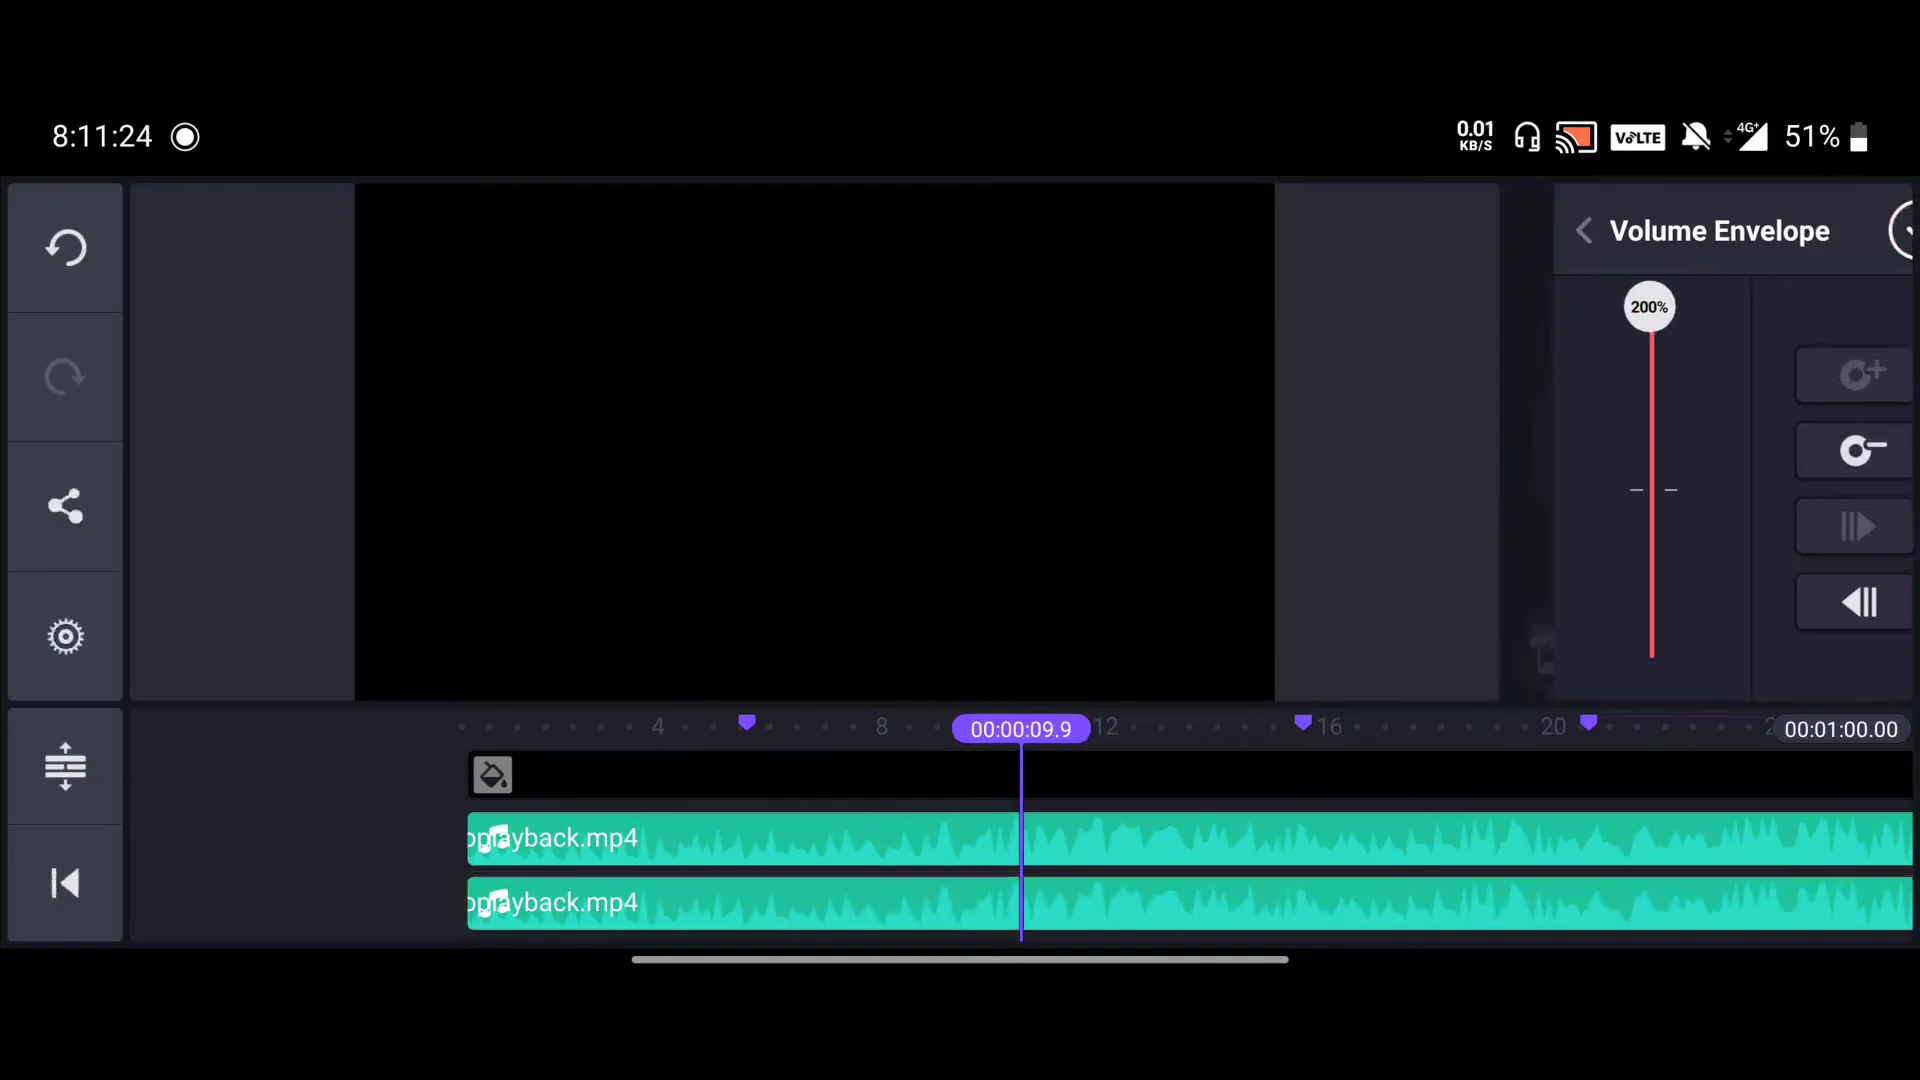 8:11:24
0.01
KB/S
VoLTE
4G+
51%
Volume Envelope
200%
4
8
00:00:09.9
12
16
20
00:01:00.00
playback.mp4
playback.mp4